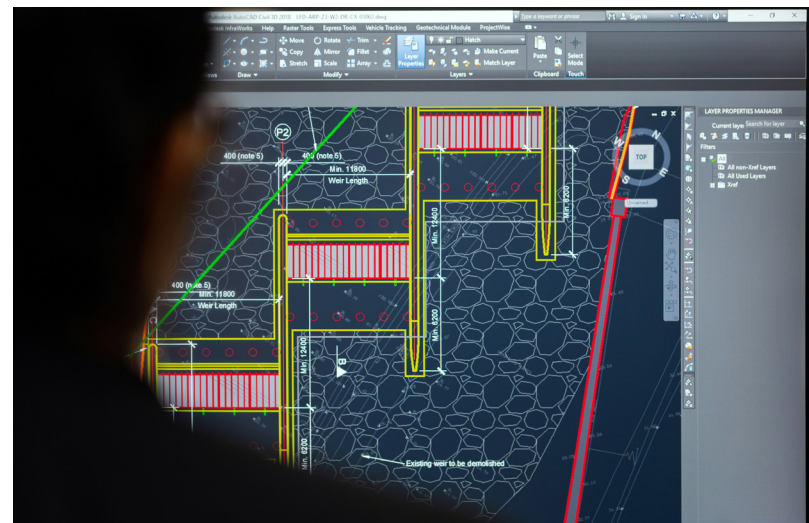 Autodesk AutoCAD Civil 3D 2018
Type a keyword or phrase
Sign In
Autodesk InfraWorks Help Raster Tools Express Tools Vehicle Tracking Geotechnical Module ProjectWise
Move Rotate Trim
Copy Mirror Fillet
Stretch Scale Array
Layer Properties
Hatch
Make Current
Match Layer
Paste
Select Mode
Draw
Modify
Layers
Clipboard
Touch
LAYER PROPERTIES MANAGER
Current layer
Search for layer
Filters
All
All non-Xref Layers
All Used Layers
Xref
N
W
TOP
E
S
Unnamed
P2
400 (note 5)
400 (note 5)
Min. 11800
Weir Length
400 (note 5)
Min. 11800
Weir Length
Min. 12400
Min. 6200
Min. 6200
Min. 12400
Min. 6200
B
Existing weir to be demolished